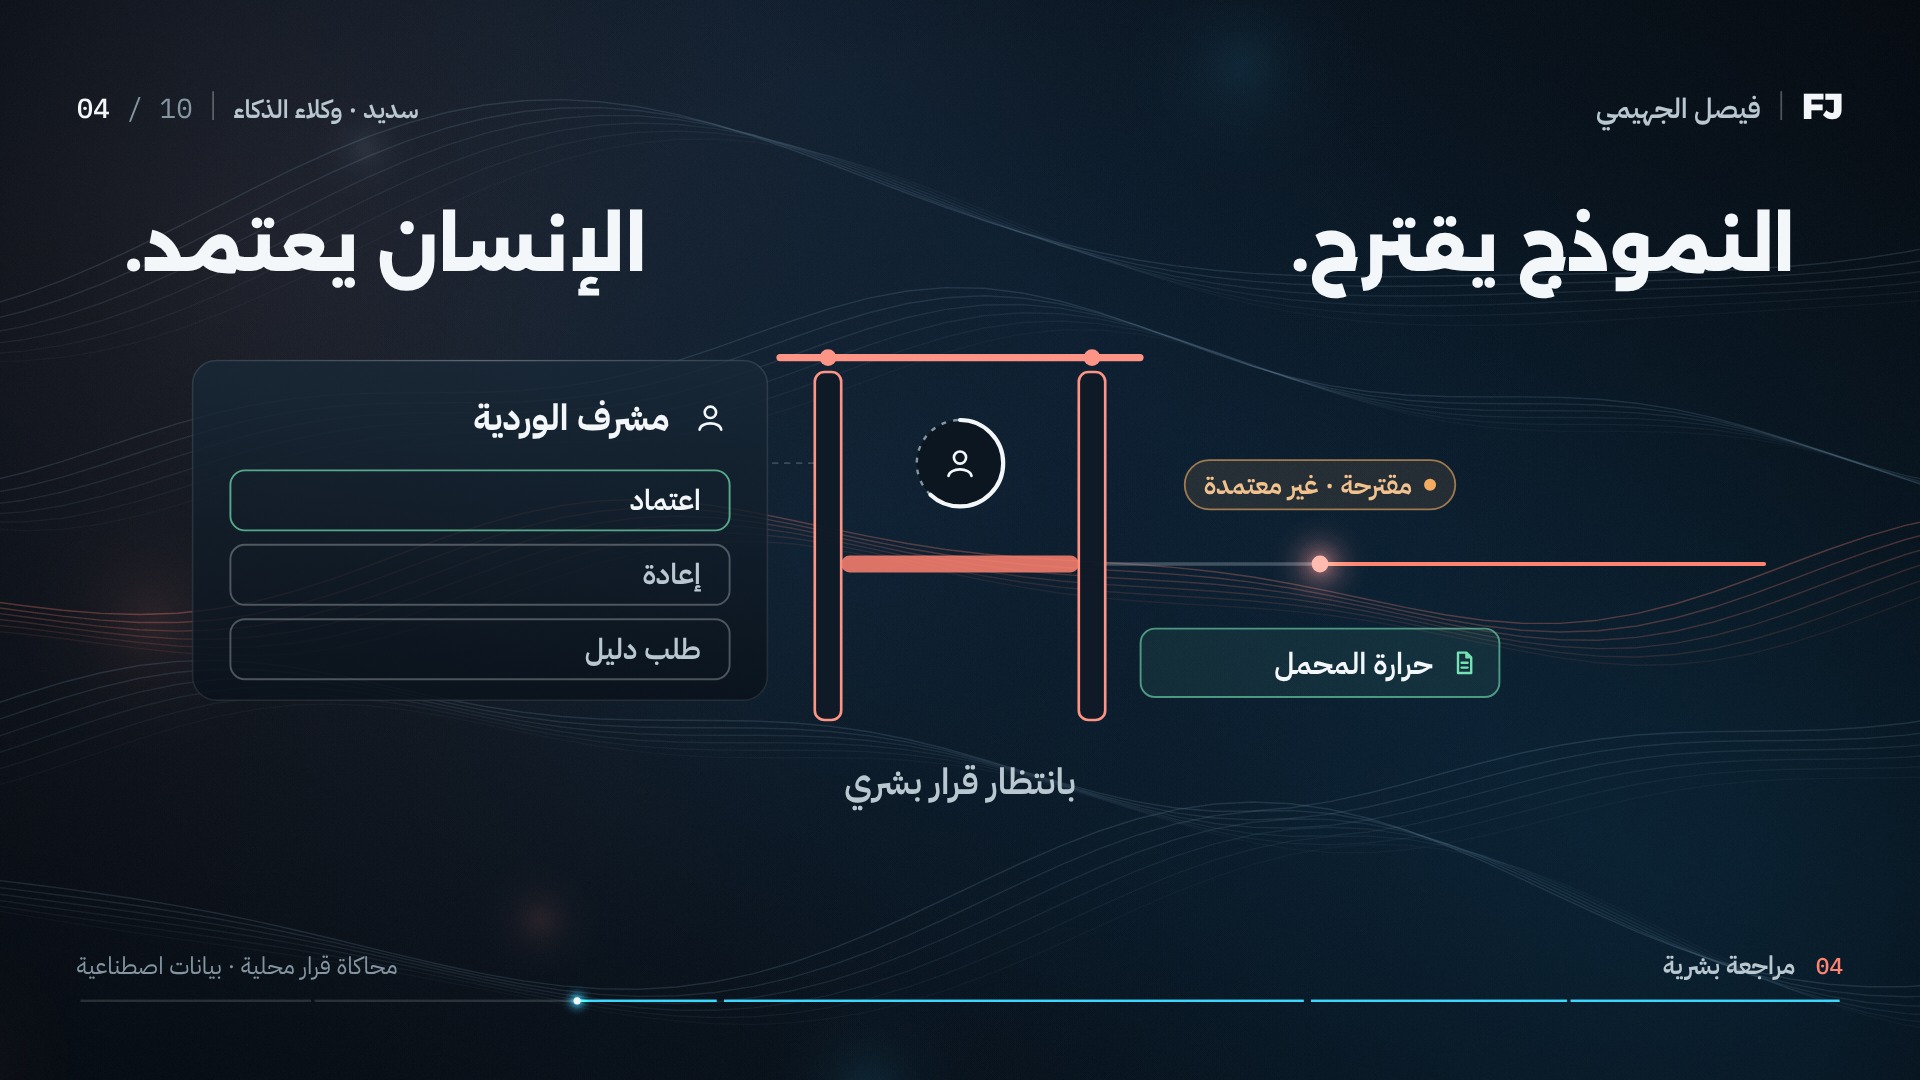 FJ | فيصل الجهيمي
سديد · وكلاء الذكاء | 04 / 10
النموذج يقترح.
الإنسان يعتمد.
مقترحة · غير معتمدة
حرارة المحمل
بانتظار قرار بشري
مشرف الوردية
اعتماد
إعادة
طلب دليل
04 مراجعة بشرية
محاكاة قرار محلية · بيانات اصطناعية